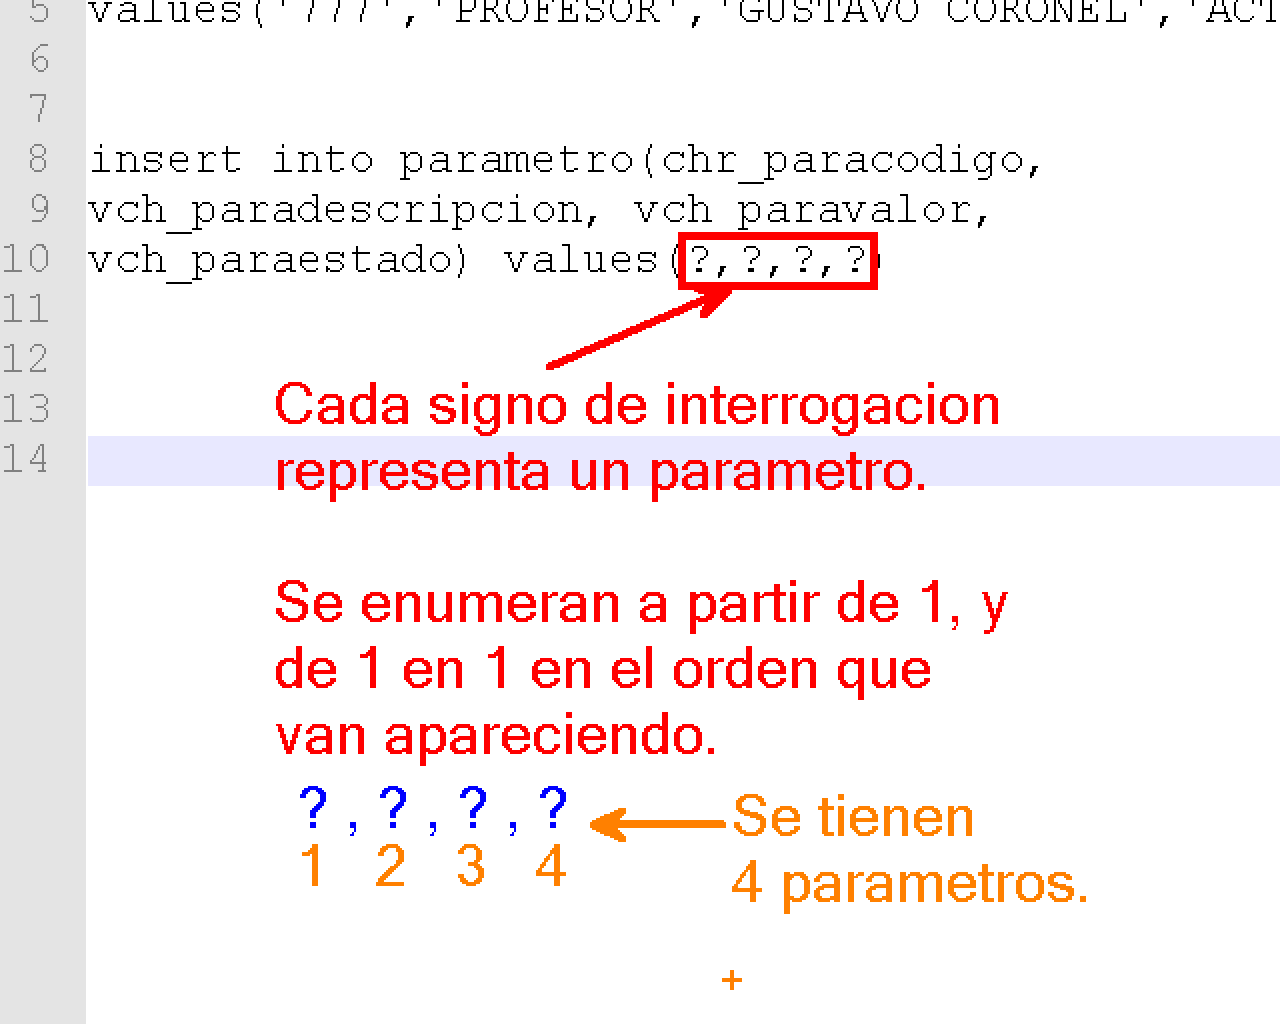 5 values('777','PROFESOR','GUSTAVO CORONEL','ACT
6
7
8 insert into parametro(chr_paracodigo,
9 vch_paradescripcion, vch_paravalor,
10 vch_paraestado) values(?,?,?,?)
11
12
13
14
Cada signo de interrogacion
representa un parametro.
Se enumeran a partir de 1, y
de 1 en 1 en el orden que
van apareciendo.
? , ? , ? , ?
1 2 3 4
Se tienen
4 parametros.